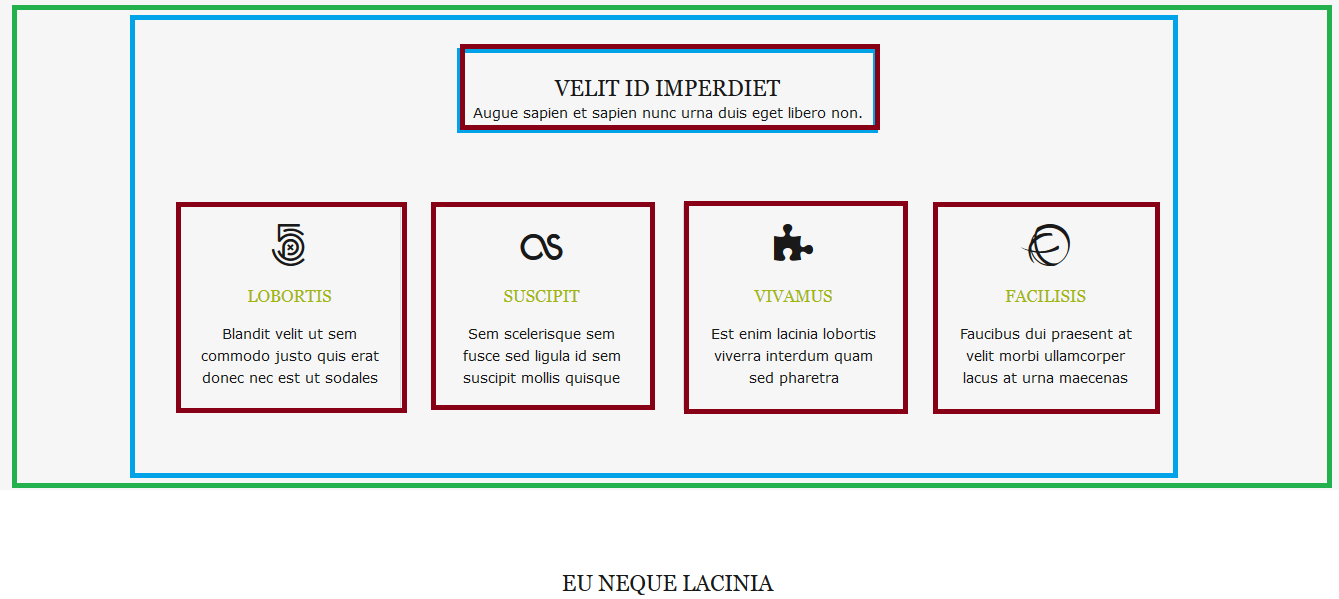 VELIT ID IMPERDIET
Augue sapien et sapien nunc urna duis eget libero non.
LOBORTIS
Blandit velit ut sem
commodo justo quis erat
donec nec est ut sodales
SUSCIPIT
Sem scelerisque sem
fusce sed ligula id sem
suscipit mollis quisque
VIVAMUS
Est enim lacinia lobortis
viverra interdum quam
sed pharetra
FACILISIS
Faucibus dui praesent at
velit morbi ullamcorper
lacus at urna maecenas
EU NEQUE LACINIA